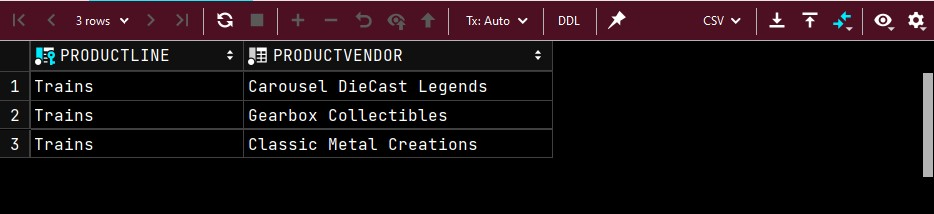 3 rows Tx: Auto DDL CSV
PRODUCTLINE PRODUCTVENDOR
1 Trains Carousel DieCast Legends
2 Trains Gearbox Collectibles
3 Trains Classic Metal Creations